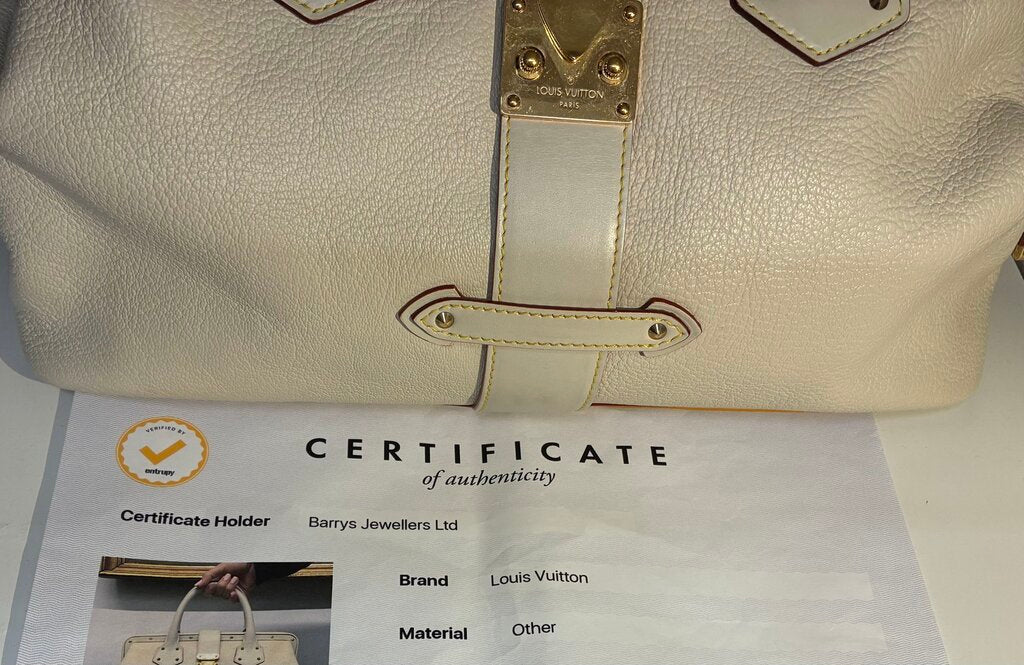 LOUIS VUITTON
PARIS
VERIFIED BY
entrupy
CERTIFICATE
of authenticity
Certificate Holder Barrys Jewellers Ltd
Brand Louis Vuitton
Material Other